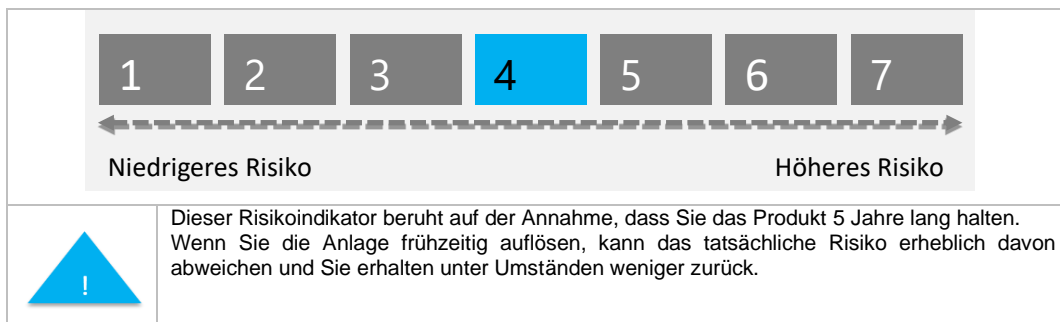 1 2 3 4 5 6 7
Niedrigeres Risiko Höheres Risiko
Dieser Risikoindikator beruht auf der Annahme, dass Sie das Produkt 5 Jahre lang halten.
Wenn Sie die Anlage frühzeitig auflösen, kann das tatsächliche Risiko erheblich davon
abweichen und Sie erhalten unter Umständen weniger zurück.
!